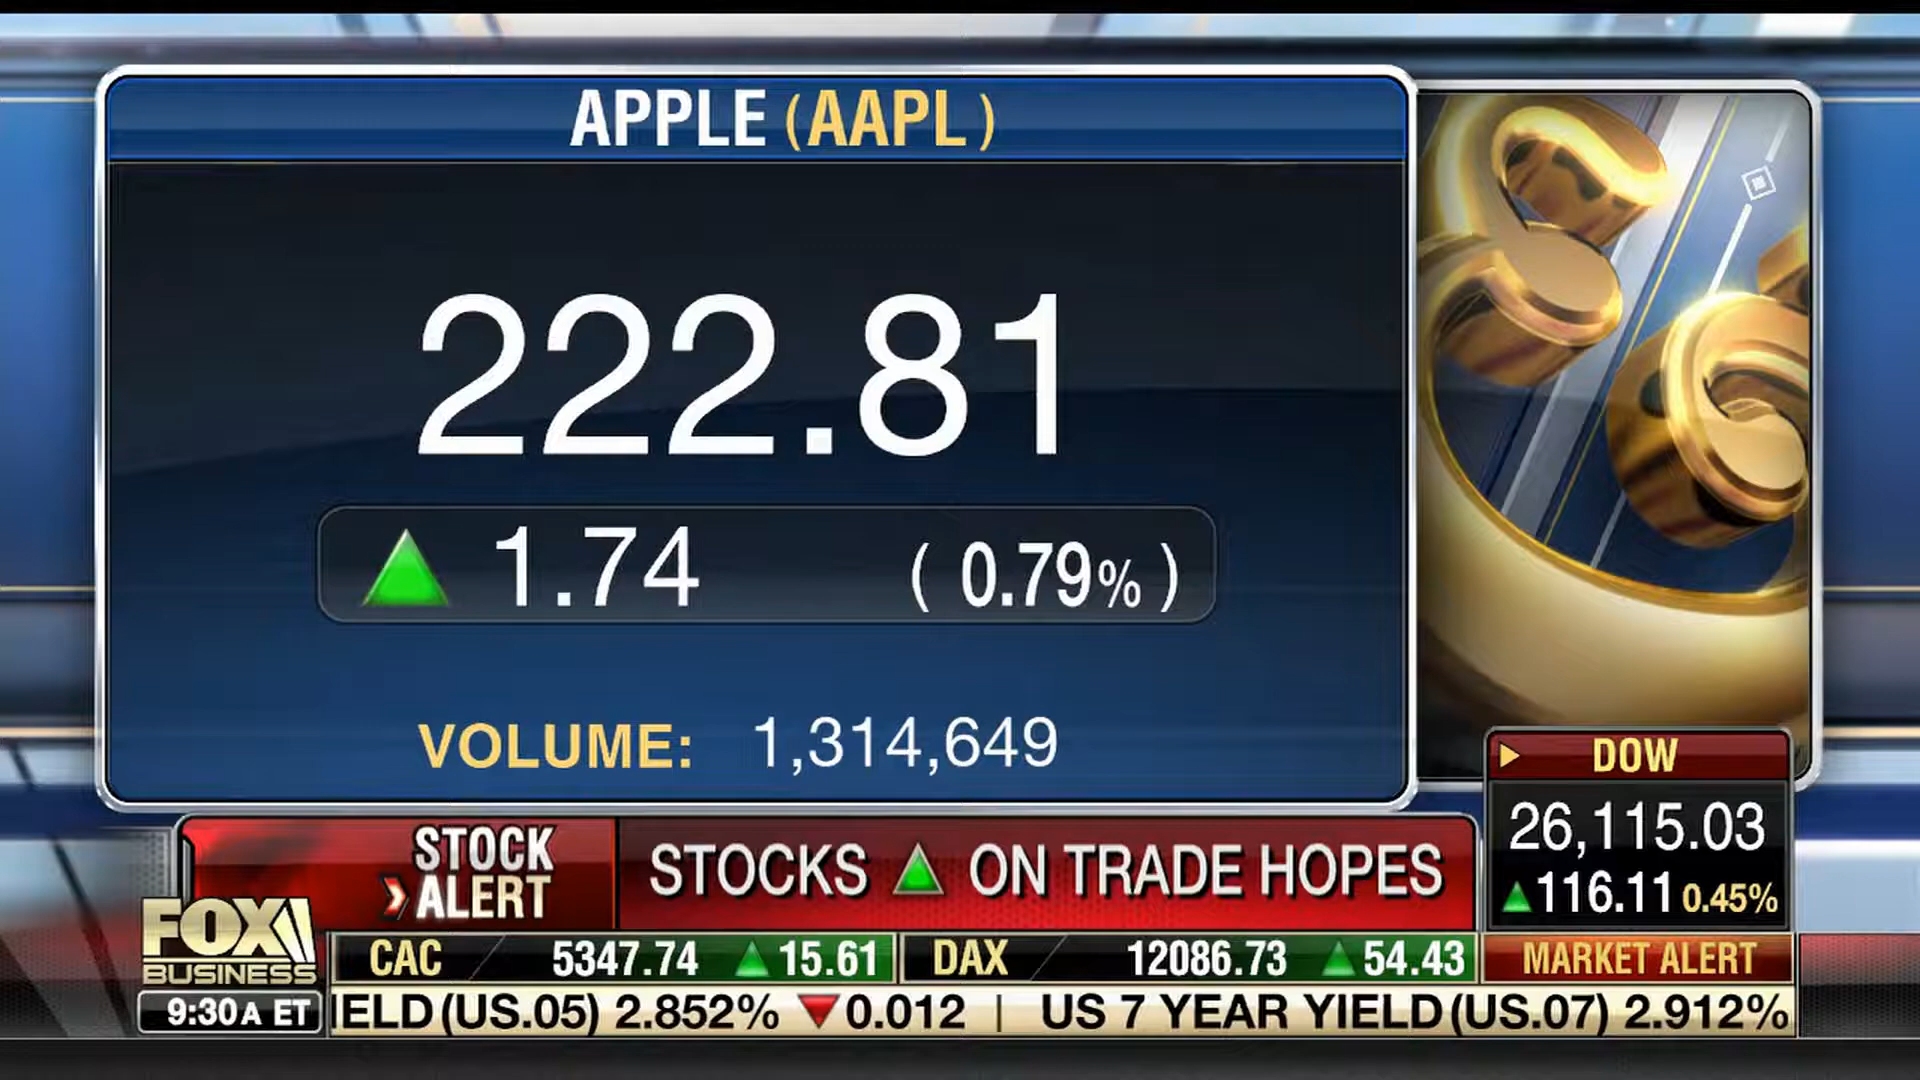 APPLE (AAPL)
222.81
▲ 1.74 ( 0.79% )
VOLUME: 1,314,649
STOCK ALERT
STOCKS ▲ ON TRADE HOPES
DOW
26,115.03
▲116.11 0.45%
FOX BUSINESS
CAC 5347.74 ▲15.61
DAX 12086.73 ▲54.43
MARKET ALERT
9:30A ET
IELD(US.05) 2.852% ▼0.012 | US 7 YEAR YIELD(US.07) 2.912%